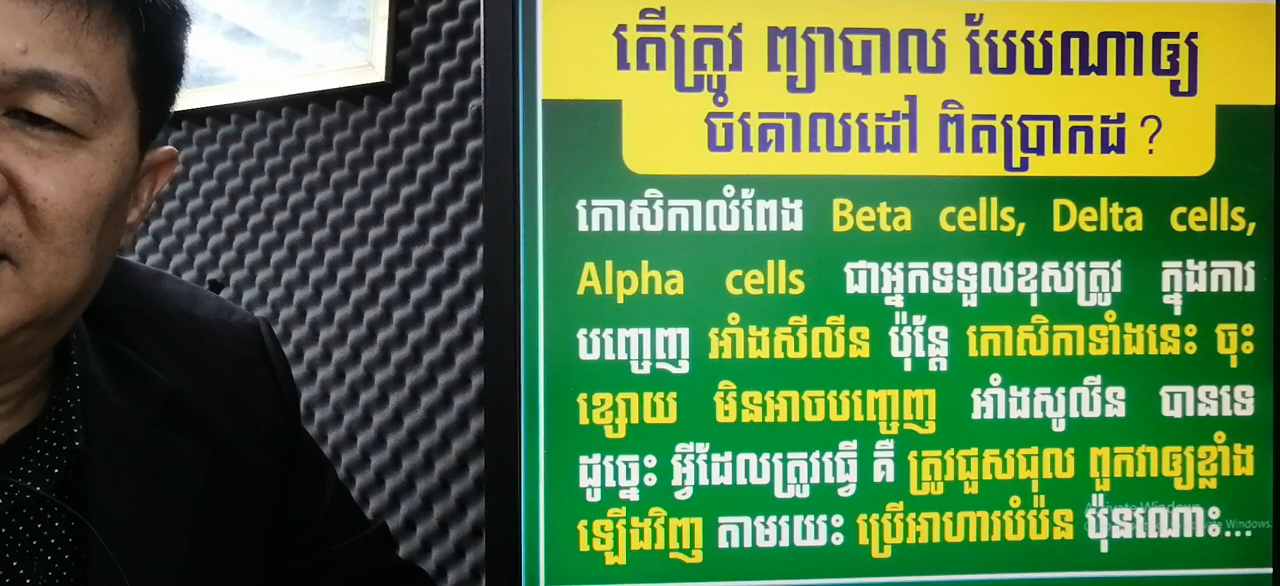 តើត្រូវ ព្យាបាល បែបណាឲ្យ
ចំគោលដៅ ពិតប្រាកដ ?
កោសិកាលំពែង Beta cells, Delta cells,
Alpha cells ជាអ្នកទទួលខុសត្រូវ ក្នុងការ
បញ្ចេញ អាំងសីលីន ប៉ុន្តែ កោសិកាទាំងនេះ ចុះ
ខ្សោយ មិនអាចបញ្ចេញ អាំងសូលីន បានទេ
ដូច្នេះ អ្វីដែលត្រូវធ្វើ គឺ ត្រូវជួសជុល ពួកវាឲ្យខ្លាំង
ឡើងវិញ តាមរយៈ ប្រើអាហារបំប៉ន ប៉ុនណោះ...
Activate Windows